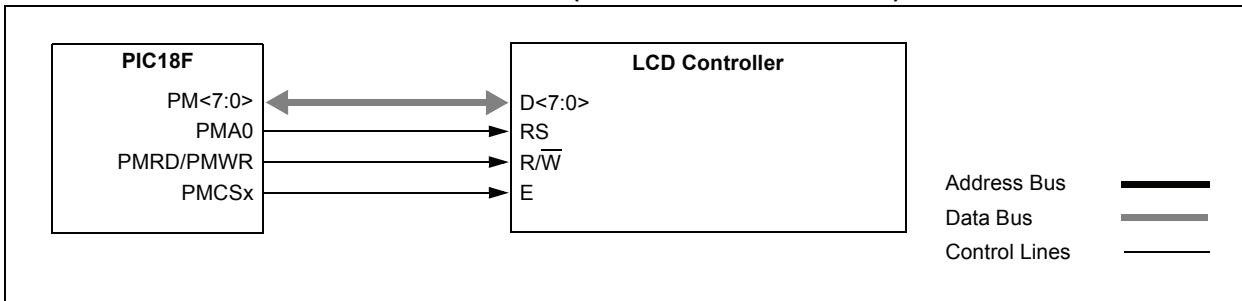 PIC18F
LCD Controller
PM<7:0>
D<7:0>
PMA0
RS
PMRD/PMWR
R/W̅
PMCSx
E
Address Bus
Data Bus
Control Lines